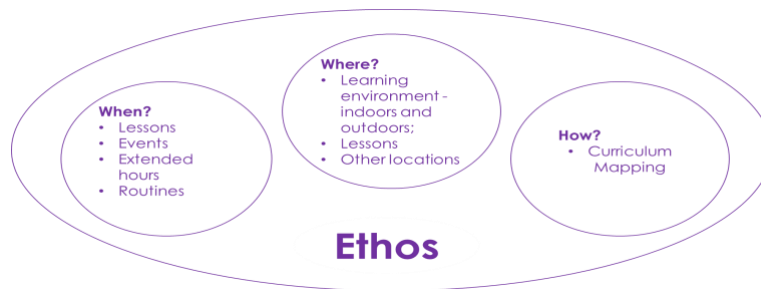 When?
• Lessons
• Events
• Extended
hours
• Routines
Where?
• Learning
environment -
indoors and
outdoors;
• Lessons
• Other locations
How?
• Curriculum
Mapping
Ethos